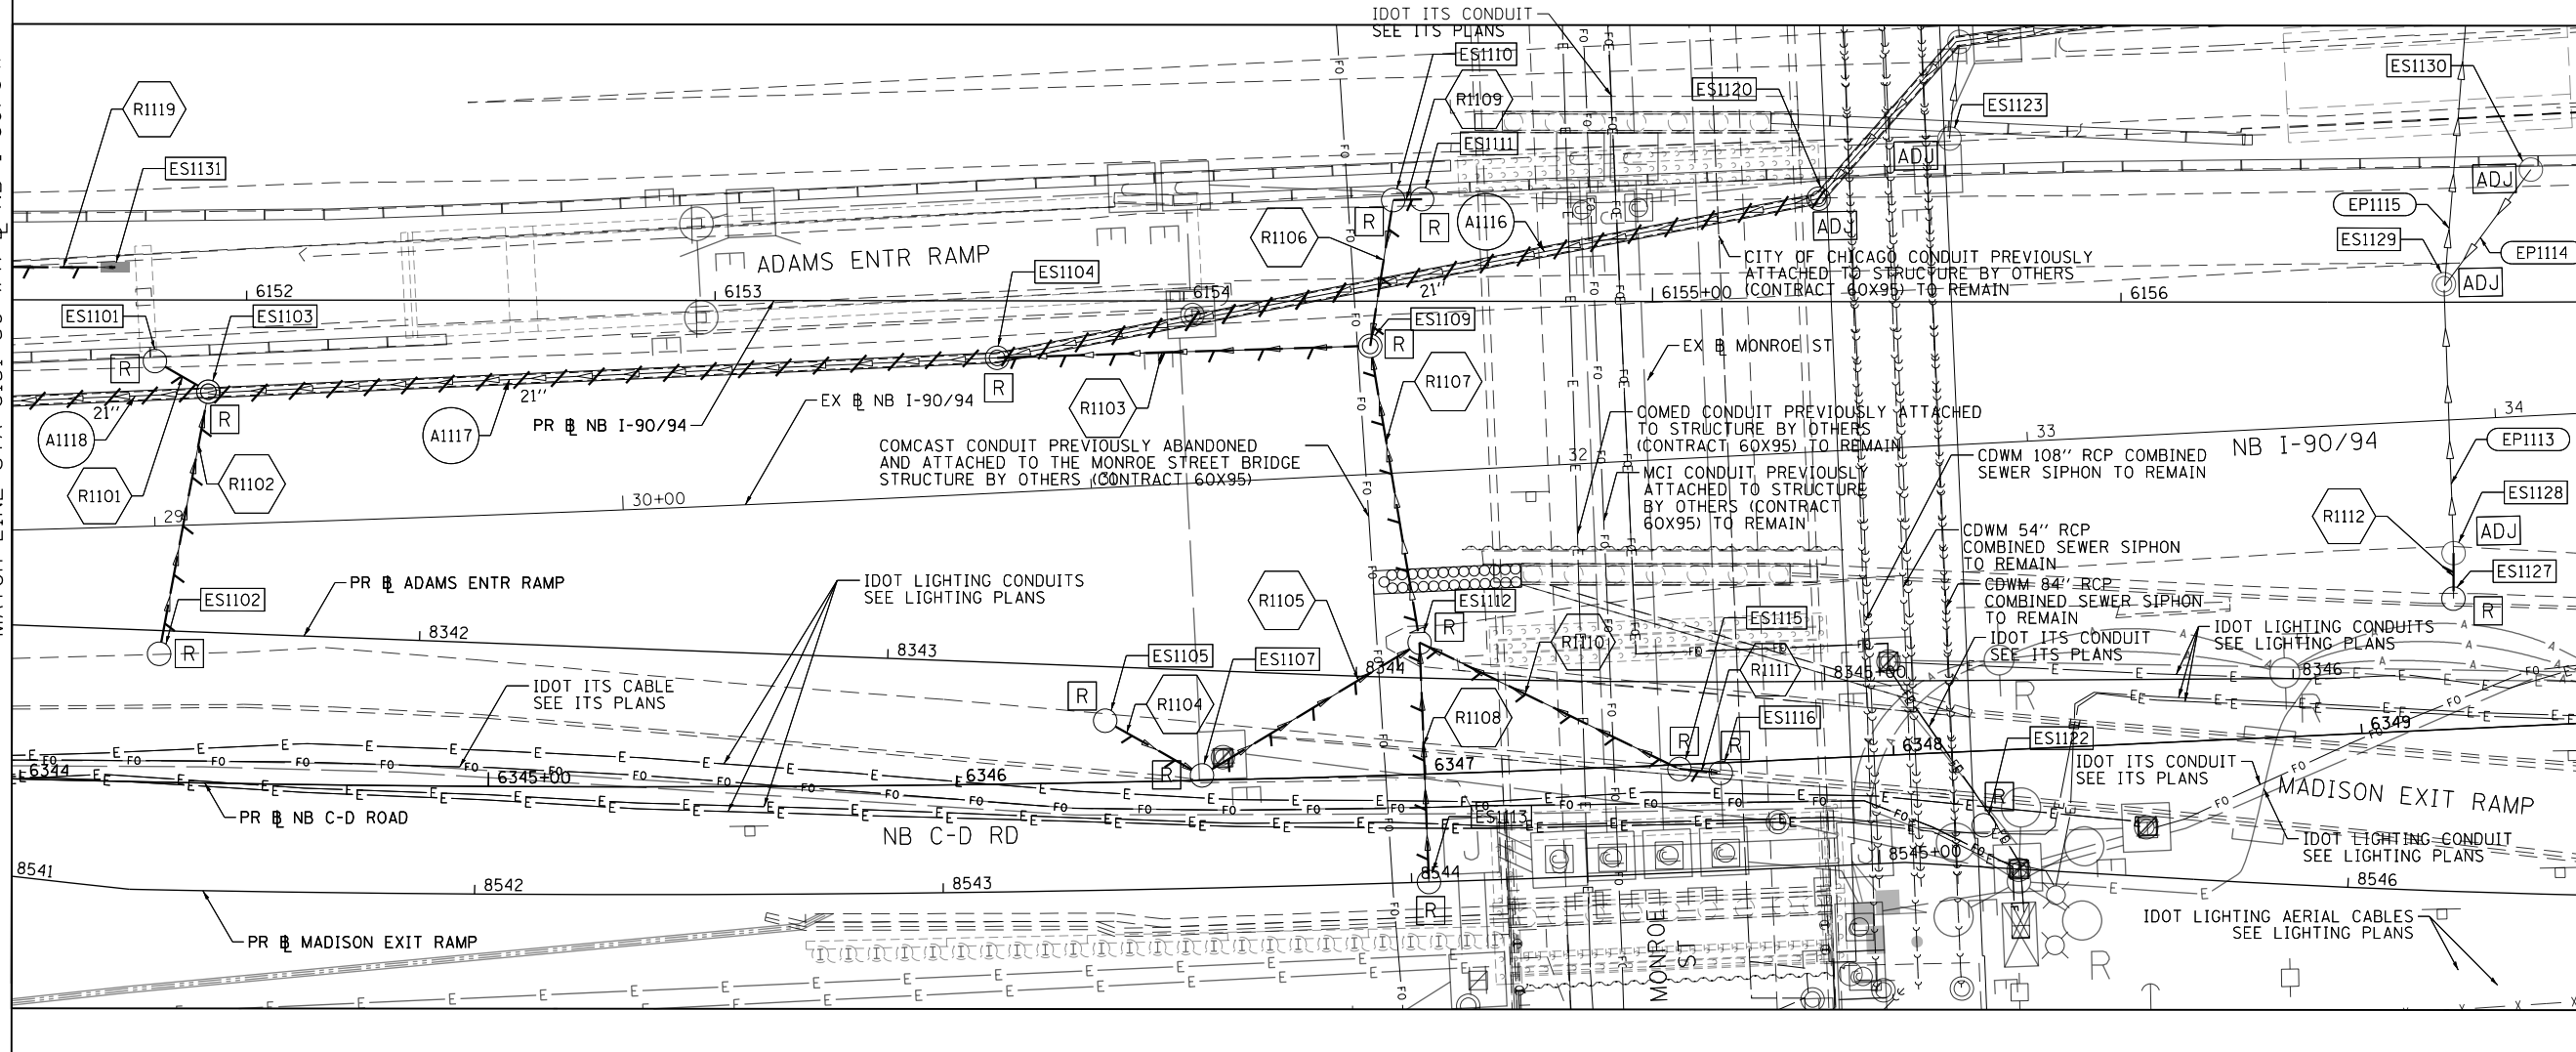 IDOT ITS CONDUIT
SEE ITS PLANS
ES1110
R1119
R1109
ES1120
ES1130
ES1123
ES1131
ES1111
ADJ
ADJ
EP1115
R1106
R
R
A1116
ADJ
ES1129
EP1114
ADAMS ENTR RAMP
CITY OF CHICAGO CONDUIT PREVIOUSLY
ATTACHED TO STRUCTURE BY OTHERS
(CONTRACT 60X95) TO REMAIN
ES1104
ADJ
6152
6153
6154
21''
6155+00
6156
ES1101
ES1103
ES1109
R
R
EX BL MONROE ST
R
R1103
R1107
21''
21''
R
A1118
A1117
PR BL NB I-90/94
EX BL NB I-90/94
COMED CONDUIT PREVIOUSLY ATTACHED
TO STRUCTURE BY OTHERS
(CONTRACT 60X95) TO REMAIN
34
33
NB I-90/94
EP1113
COMCAST CONDUIT PREVIOUSLY ABANDONED
AND ATTACHED TO THE MONROE STREET BRIDGE
STRUCTURE BY OTHERS (CONTRACT 60X95)
32
31
CDWM 108'' RCP COMBINED
SEWER SIPHON TO REMAIN
MCI CONDUIT PREVIOUSLY
ATTACHED TO STRUCTURE
BY OTHERS (CONTRACT
60X95) TO REMAIN
R1101
R1102
30+00
29
R1112
ES1128
ADJ
CDWM 54'' RCP
COMBINED SEWER SIPHON
TO REMAIN
PR BL ADAMS ENTR RAMP
IDOT LIGHTING CONDUITS
SEE LIGHTING PLANS
CDWM 84'' RCP
COMBINED SEWER SIPHON
TO REMAIN
ES1127
R
ES1102
R1105
ES1112
R
ES1115
R
8342
8343
8344
R1110
IDOT ITS CONDUIT
SEE ITS PLANS
IDOT LIGHTING CONDUITS
SEE LIGHTING PLANS
ES1105
ES1107
R1111
8345+00
8346
IDOT ITS CABLE
SEE ITS PLANS
R
R1104
R1108
ES1116
R
R
6349
R
R
6348
ES1122
6344
6345+00
6346
6347
R
IDOT ITS CONDUIT
SEE ITS PLANS
R
MADISON EXIT RAMP
PR BL NB C-D ROAD
NB C-D RD
ES1113
IDOT LIGHTING CONDUIT
SEE LIGHTING PLANS
8541
8542
8543
8544
8545+00
8546
R
IDOT LIGHTING AERIAL CABLES
SEE LIGHTING PLANS
PR BL MADISON EXIT RAMP
MONROE
ST
R